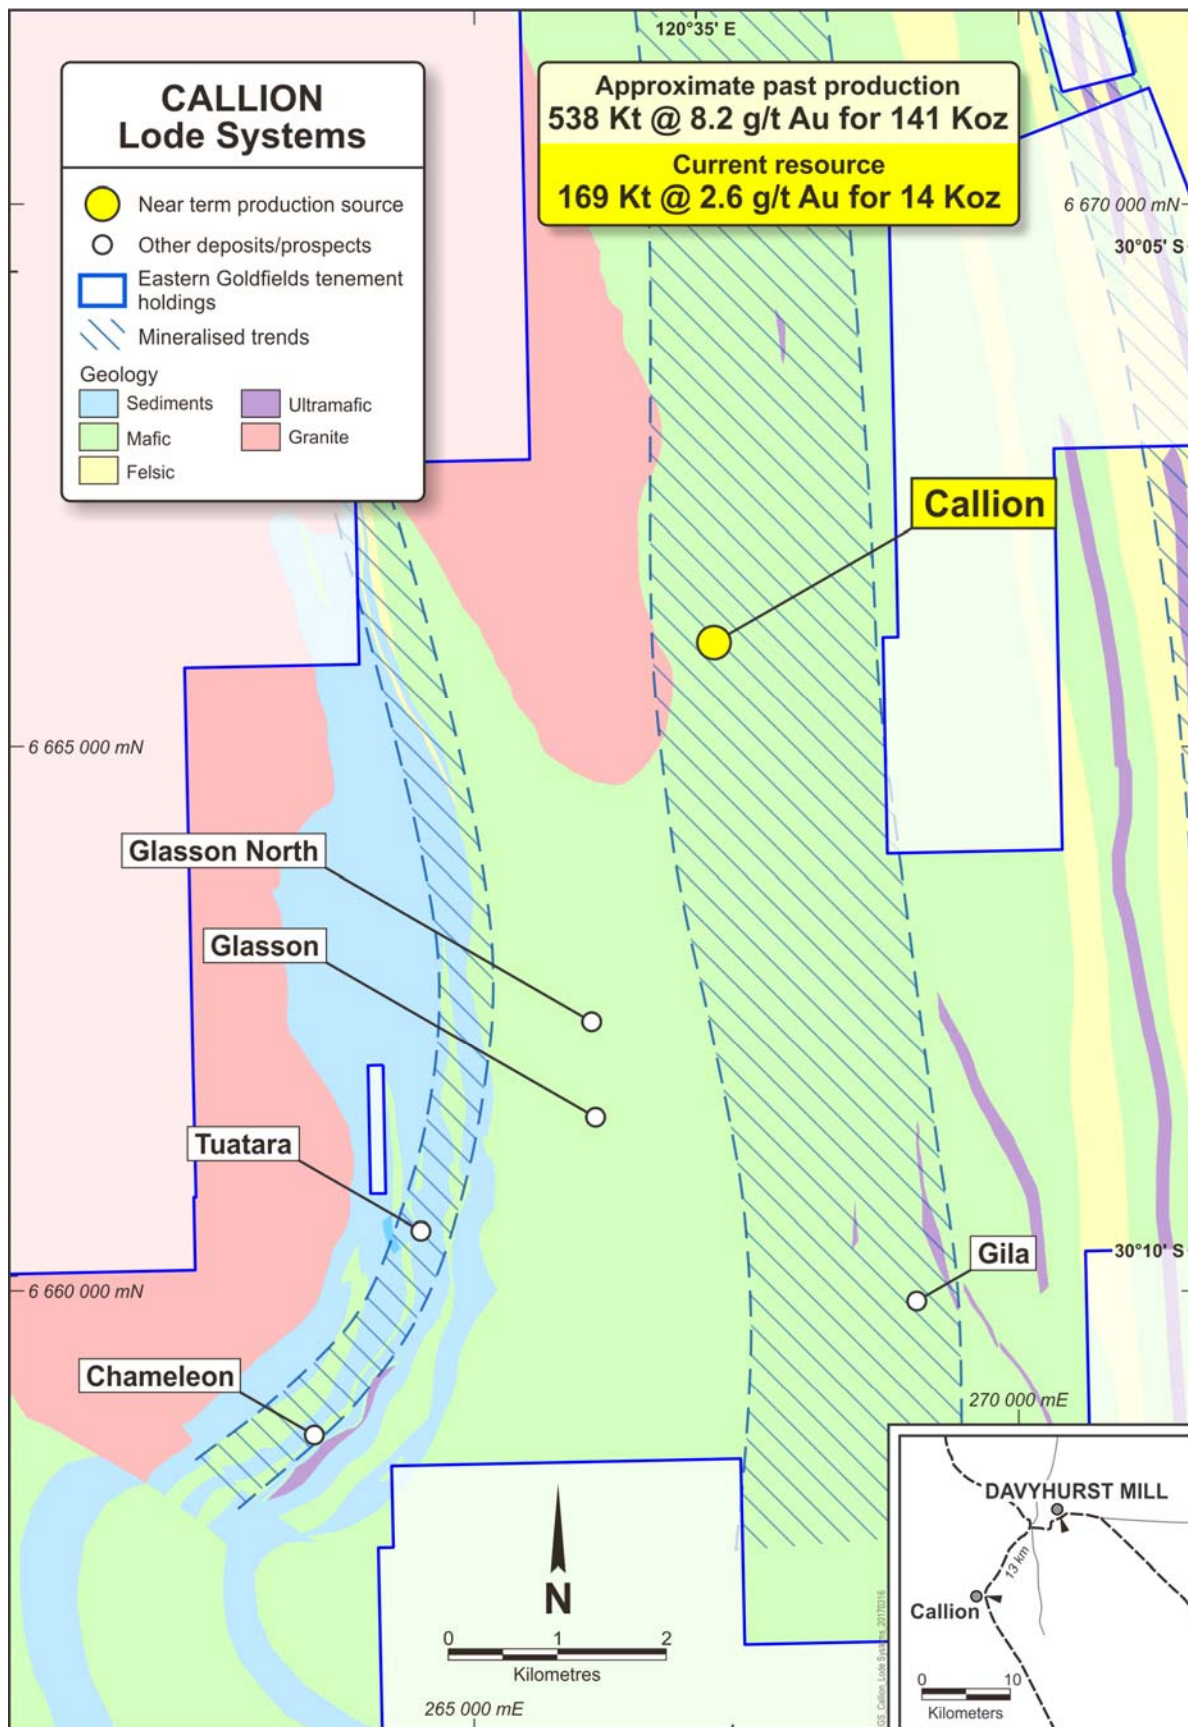 120°35' E
CALLION
Lode Systems
Near term production source
Other deposits/prospects
Eastern Goldfields tenement
holdings
Mineralised trends
Geology
Sediments
Ultramafic
Mafic
Granite
Felsic
Approximate past production
538 Kt @ 8.2 g/t Au for 141 Koz
Current resource
169 Kt @ 2.6 g/t Au for 14 Koz
6 670 000 mN
30°05' S
Callion
6 665 000 mN
Glasson North
Glasson
Tuatara
Gila
30°10' S
6 660 000 mN
Chameleon
270 000 mE
N
0 1 2
Kilometres
265 000 mE
GS_Callion_Lode Systems_20170316
DAVYHURST MILL
13 km
Callion
0 10
Kilometers